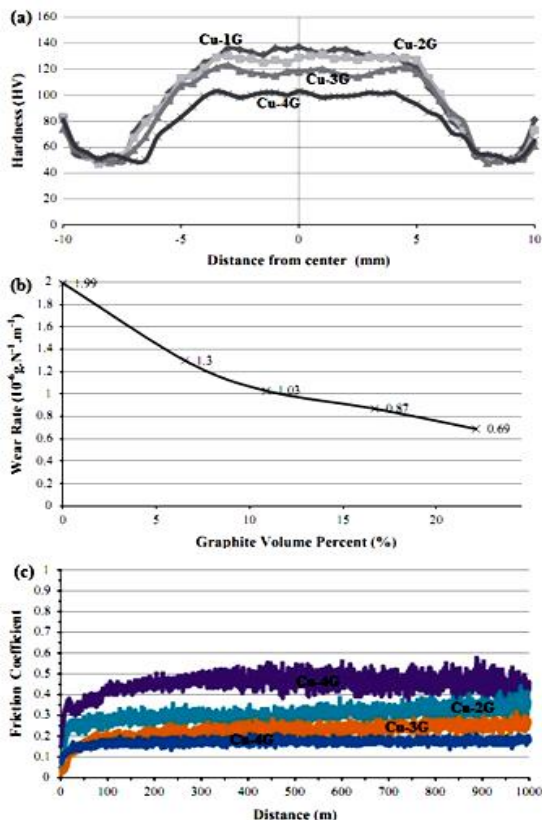 (a)
160
140
120
100
80
60
40
20
0
Hardness (HV)
Cu-1G
Cu-2G
Cu-3G
Cu-4G
-10 -5 0 5 10
Distance from center (mm)
(b)
2
1.8
1.6
1.4
1.2
1
0.8
0.6
0.4
0.2
0
Wear Rate (10⁻⁶g.N⁻¹.m⁻¹)
1.99
1.3
1.03
0.87
0.69
0 5 10 15 20
Graphite Volume Percent (%)
(c)
1
0.9
0.8
0.7
0.6
0.5
0.4
0.3
0.2
0.1
0
Friction Coefficient
Cu-2G
Cu-3G
Cu-4G
0 100 200 300 400 500 600 700 800 900 1000
Distance (m)